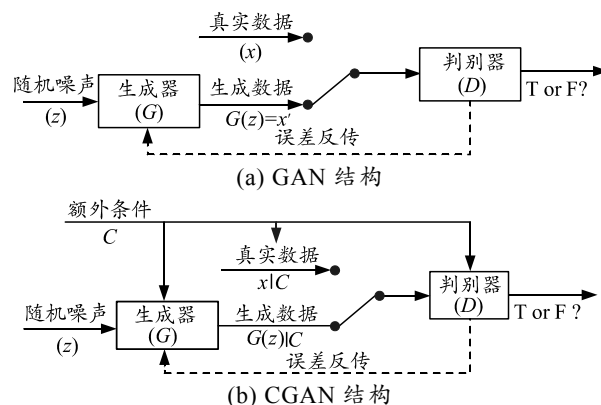 真实数据
(x)
随机噪声
(z)
生成器
(G)
生成数据
G(z)=x'
判别器
(D)
T or F?
误差反传
(a) GAN 结构
额外条件
C
真实数据
x|C
随机噪声
(z)
生成器
(G)
生成数据
G(z)|C
判别器
(D)
T or F ?
误差反传
(b) CGAN 结构